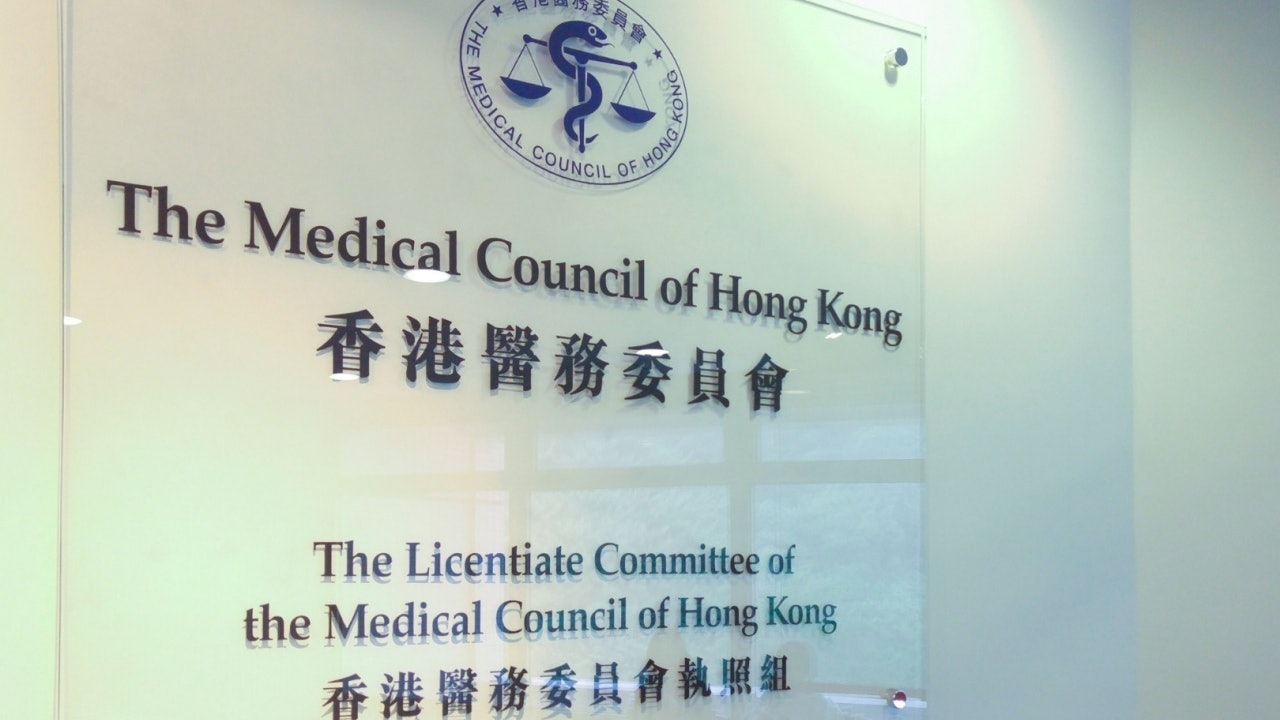 香港醫務委員會
THE MEDICAL COUNCIL OF HONG KONG
The Medical Council of Hong Kong
香港醫務委員會
The Licentiate Committee of
the Medical Council of Hong Kong
香港醫務委員會執照組